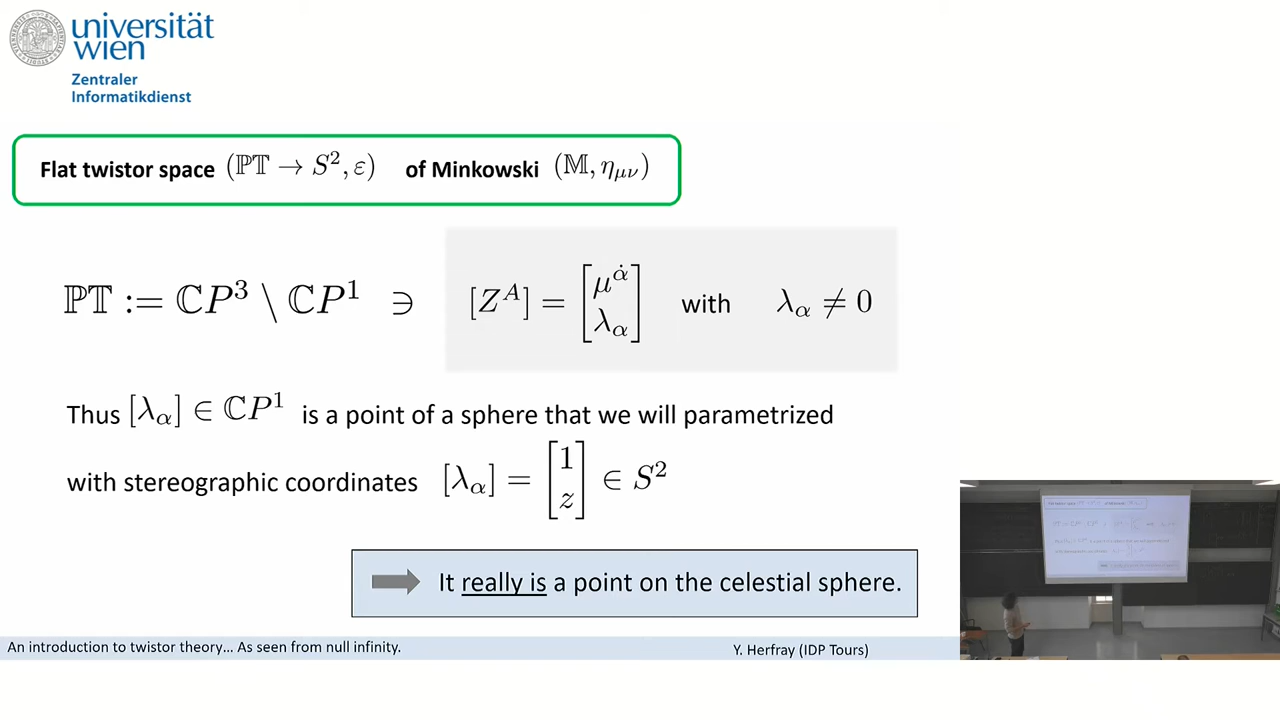 universität
wien
Zentraler
Informatikdienst
Flat twistor space (ℙ𝕋 → S², ε) of Minkowski (𝕄, η_{μν})
ℙ𝕋 := ℂP³ \ ℂP¹ ∋ [Z^A] = [μ^{α̇} λ_α] with λ_α ≠ 0
Thus [λ_α] ∈ ℂP¹ is a point of a sphere that we will parametrized
with stereographic coordinates [λ_α] = [1 z] ∈ S²
It really is a point on the celestial sphere.
An introduction to twistor theory... As seen from null infinity. Y. Herfray (IDP Tours)